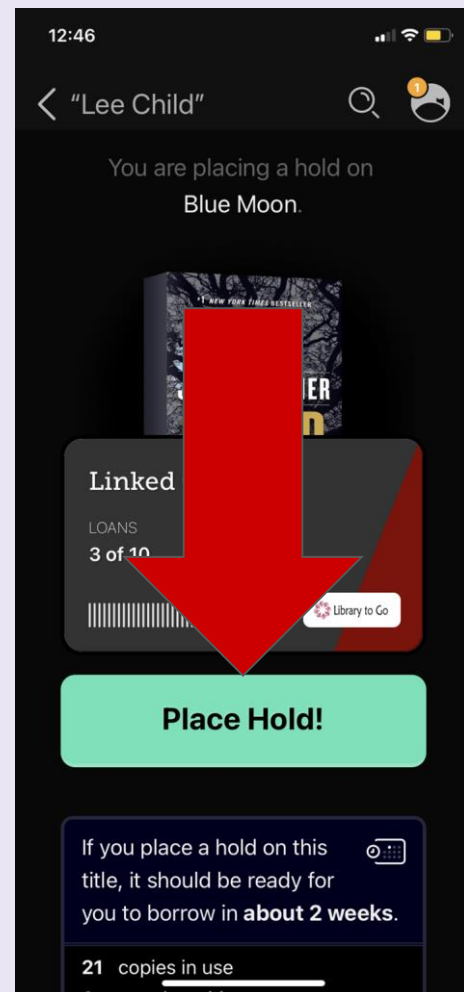 12:46
“Lee Child”
1
You are placing a hold on
Blue Moon.
#1 NEW YORK TIMES BESTSELLER
Linked
LOANS
3 of 10
Library to Go
Place Hold!
If you place a hold on this
title, it should be ready for
you to borrow in about 2 weeks.
21 copies in use